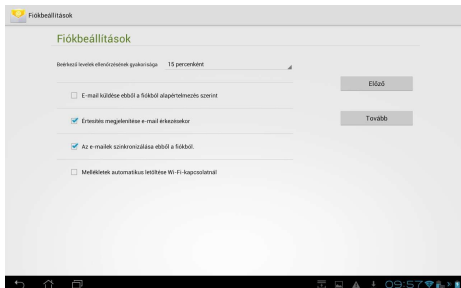 Fiókbeállítások
Fiókbeállítások
Beérkező levelek ellenőrzésének gyakorisága 15 percenként
Előző
E-mail küldése ebből a fiókból alapértelmezés szerint
Tovább
Értesítés megjelenítése e-mail érkezésekor
Az e-mailek szinkronizálása ebből a fiókból.
Mellékletek automatikus letöltése Wi-Fi-kapcsolatnál
09:57